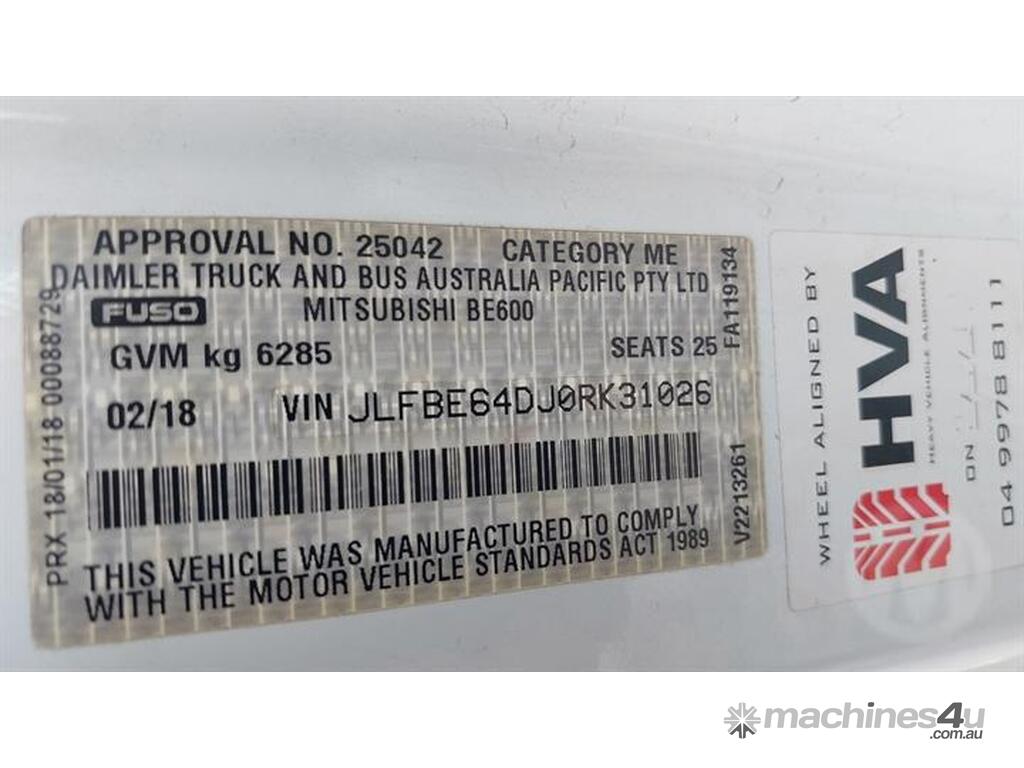 APPROVAL NO. 25042 CATEGORY ME
DAIMLER TRUCK AND BUS AUSTRALIA PACIFIC PTY LTD
FUSO MITSUBISHI BE600
GVM kg 6285 SEATS 25
02/18 VIN JLFBE64DJ0RK31026
THIS VEHICLE WAS MANUFACTURED TO COMPLY
WITH THE MOTOR VEHICLE STANDARDS ACT 1989
PRX 18/01/18 00088729
V2213261
FA119134
WHEEL ALIGNED BY
HVA
HEAVY VEHICLE ALIGNMENTS
ON
04 9978 8111
machines4u
.com.au